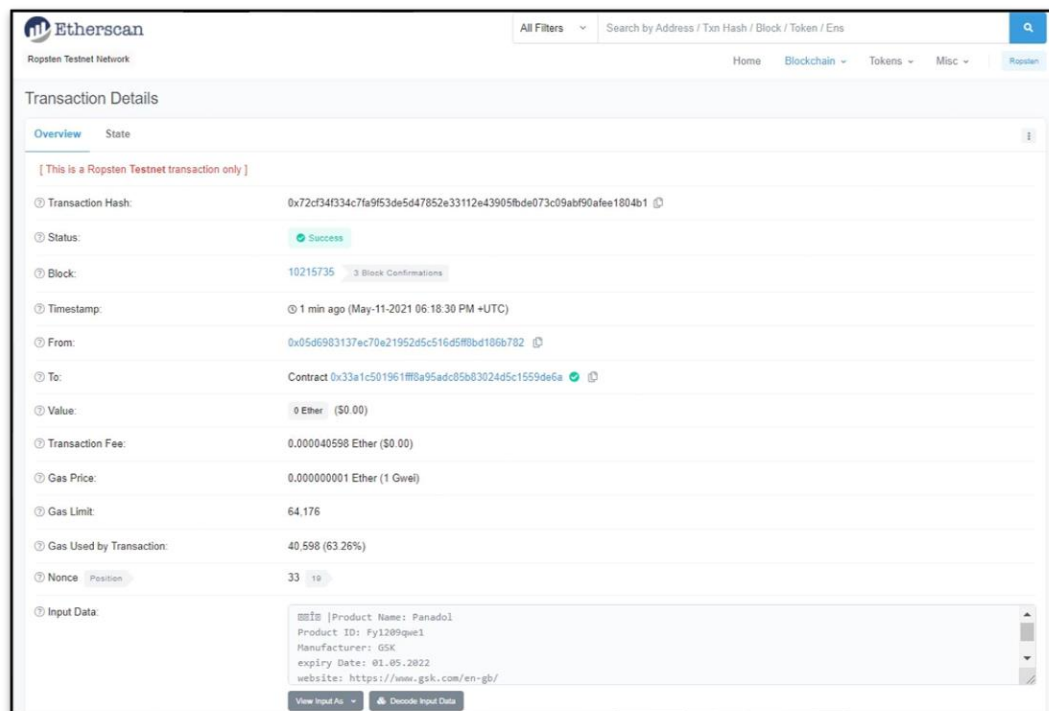 Etherscan
All Filters
Search by Address / Txn Hash / Block / Token / Ens
Ropsten Testnet Network
Home Blockchain Tokens Misc Ropsten
Transaction Details
Overview State
[ This is a Ropsten Testnet transaction only ]
Transaction Hash: 0x72cf34f334c7fa9f53de5d47852e33112e43905fbde073c09abf90afee1804b1
Status: Success
Block: 10215735 3 Block Confirmations
Timestamp: 1 min ago (May-11-2021 06:18:30 PM +UTC)
From: 0x05d6983137ec70e21952d5c516d5ff8bd186b782
To: Contract 0x33a1c501961fff8a95adc85b83024d5c1559de6a
Value: 0 Ether ($0.00)
Transaction Fee: 0.000040598 Ether ($0.00)
Gas Price: 0.000000001 Ether (1 Gwei)
Gas Limit: 64,176
Gas Used by Transaction: 40,598 (63.26%)
Nonce Position 33 19
Input Data:
|Product Name: Panadol
Product ID: Fy1209qwe1
Manufacturer: GSK
expiry Date: 01.05.2022
website: https://www.gsk.com/en-gb/
View Input As Decode Input Data